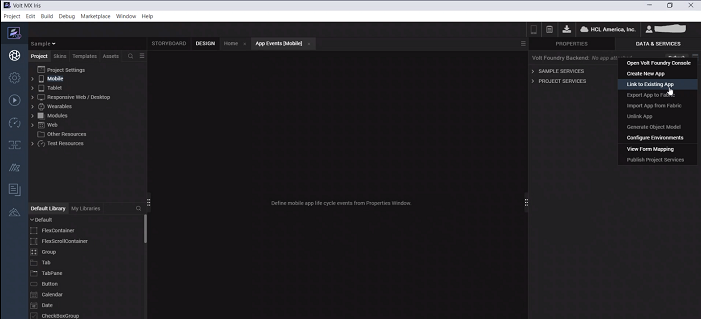 Volt MX Iris
Project Edit Build Debug Marketplace Window Help
HCL America, Inc.
Sample
STORYBOARD DESIGN Home × App Events [Mobile] ×
PROPERTIES DATA & SERVICES
Project Skins Templates Assets
Volt Foundry Backend: No app
Open Volt Foundry Console
Project Settings
SAMPLE SERVICES
Create New App
Mobile
PROJECT SERVICES
Link to Existing App
Tablet
Export App to
Responsive Web / Desktop
Import App from Fabric
Wearables
Unlink App
Modules
Generate Object Model
Web
Configure Environments
Other Resources
View Form Mapping
Test Resources
Publish Project Services
Define mobile app life cycle events from Properties Window.
Default Library My Libraries
Default
FlexContainer
FlexScrollContainer
Group
Tab
TabPane
Button
Calendar
Date
CheckBoxGroup